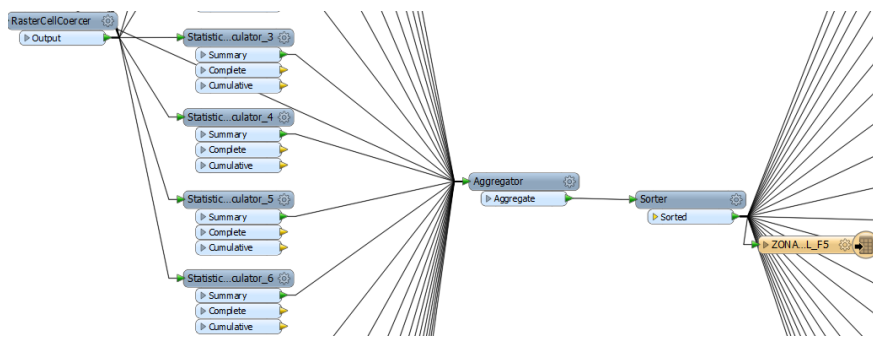 RasterCellCoercer
Output
Statistic...culator_3
Summary
Complete
Cumulative
Statistic...culator_4
Summary
Complete
Cumulative
Statistic...culator_5
Summary
Complete
Cumulative
Statistic...culator_6
Summary
Complete
Cumulative
Aggregator
Aggregate
Sorter
Sorted
ZONA...L_F5